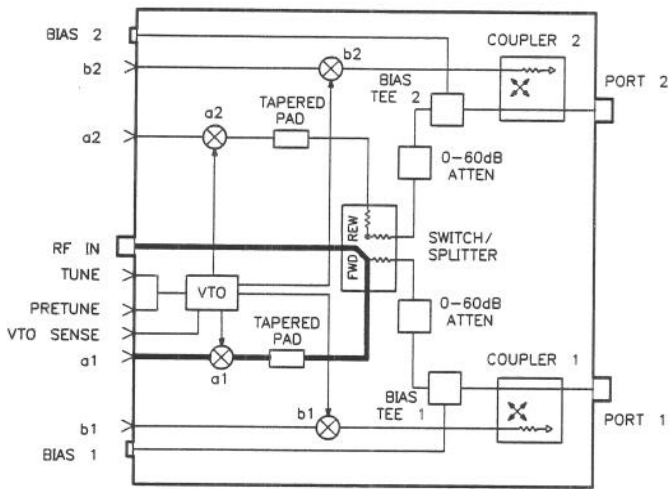 BIAS 2
b2
b2
COUPLER 2
PORT 2
BIAS
TEE 2
TAPERED
PAD
a2
a2
0-60dB
ATTEN
RF IN
REW
FWD
SWITCH/
SPLITTER
TUNE
VTO
PRETUNE
VTO SENSE
TAPERED
PAD
0-60dB
ATTEN
a1
a1
COUPLER 1
BIAS
TEE 1
b1
b1
PORT 1
BIAS 1